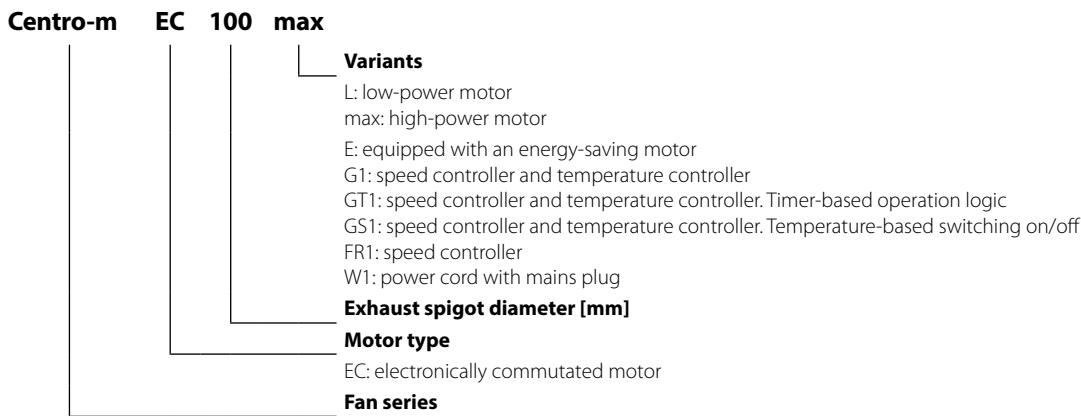 Centro-m EC 100 max
Variants
L: low-power motor
max: high-power motor
E: equipped with an energy-saving motor
G1: speed controller and temperature controller
GT1: speed controller and temperature controller. Timer-based operation logic
GS1: speed controller and temperature controller. Temperature-based switching on/off
FR1: speed controller
W1: power cord with mains plug
Exhaust spigot diameter [mm]
Motor type
EC: electronically commutated motor
Fan series